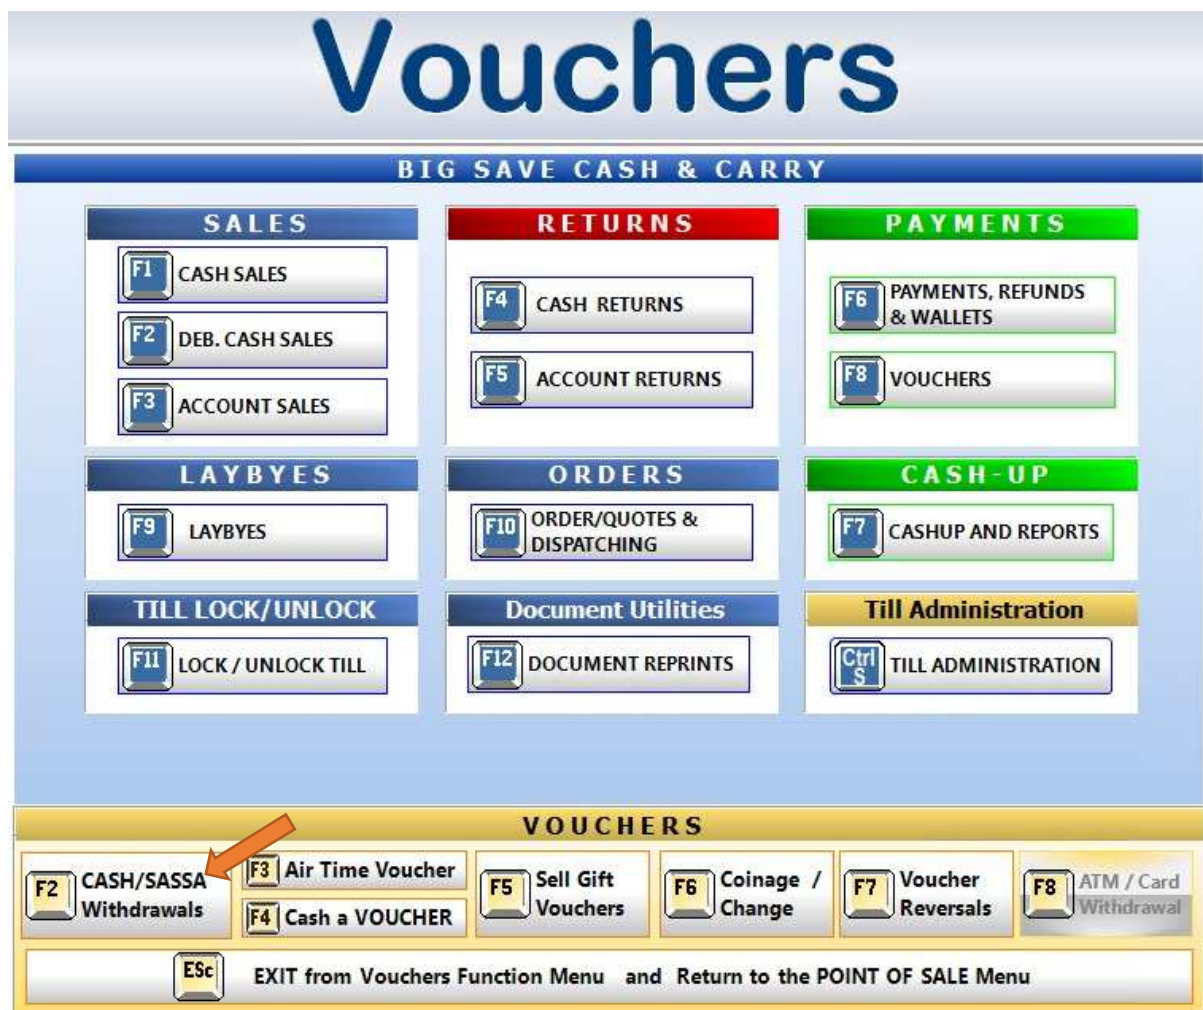 Vouchers
BIG SAVE CASH & CARRY
SALES
F1 CASH SALES
F2 DEB. CASH SALES
F3 ACCOUNT SALES
RETURNS
F4 CASH RETURNS
F5 ACCOUNT RETURNS
PAYMENTS
F6 PAYMENTS, REFUNDS
& WALLETS
F8 VOUCHERS
LAYBYES
F9 LAYBYES
ORDERS
F10 ORDER/QUOTES &
DISPATCHING
CASH-UP
F7 CASHUP AND REPORTS
TILL LOCK/UNLOCK
F11 LOCK / UNLOCK TILL
Document Utilities
F12 DOCUMENT REPRINTS
Till Administration
Ctrl
S TILL ADMINISTRATION
VOUCHERS
F2 CASH/SASSA
Withdrawals
F3 Air Time Voucher
F4 Cash a VOUCHER
F5 Sell Gift
Vouchers
F6 Coinage /
Change
F7 Voucher
Reversals
F8 ATM / Card
Withdrawal
ESc EXIT from Vouchers Function Menu and Return to the POINT OF SALE Menu